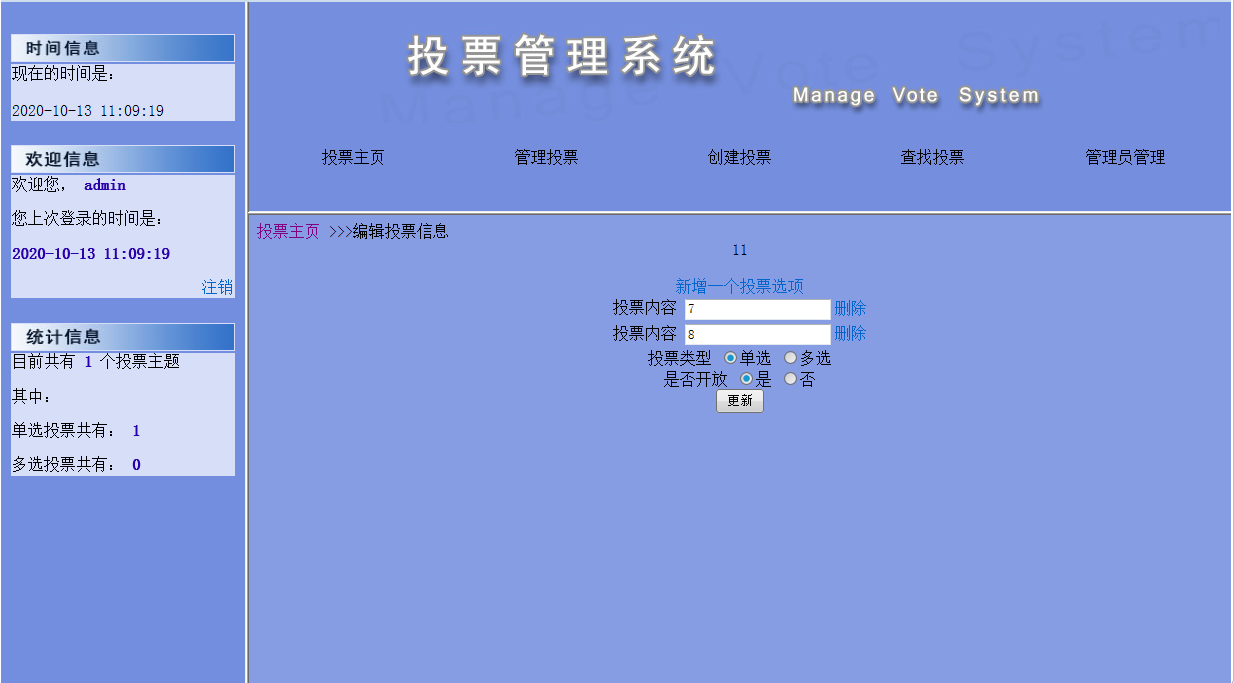 时间信息
现在的时间是:
2020-10-13 11:09:19
欢迎信息
欢迎您, admin
您上次登录的时间是:
2020-10-13 11:09:19
注销
统计信息
目前共有 1 个投票主题
其中:
单选投票共有: 1
多选投票共有: 0
投票管理系统
Manage Vote System
Manage Vote System
投票主页 管理投票 创建投票 查找投票 管理员管理
投票主页 >>>编辑投票信息
11
新增一个投票选项
投票内容 7 删除
投票内容 8 删除
投票类型 单选 多选
是否开放 是 否
更新